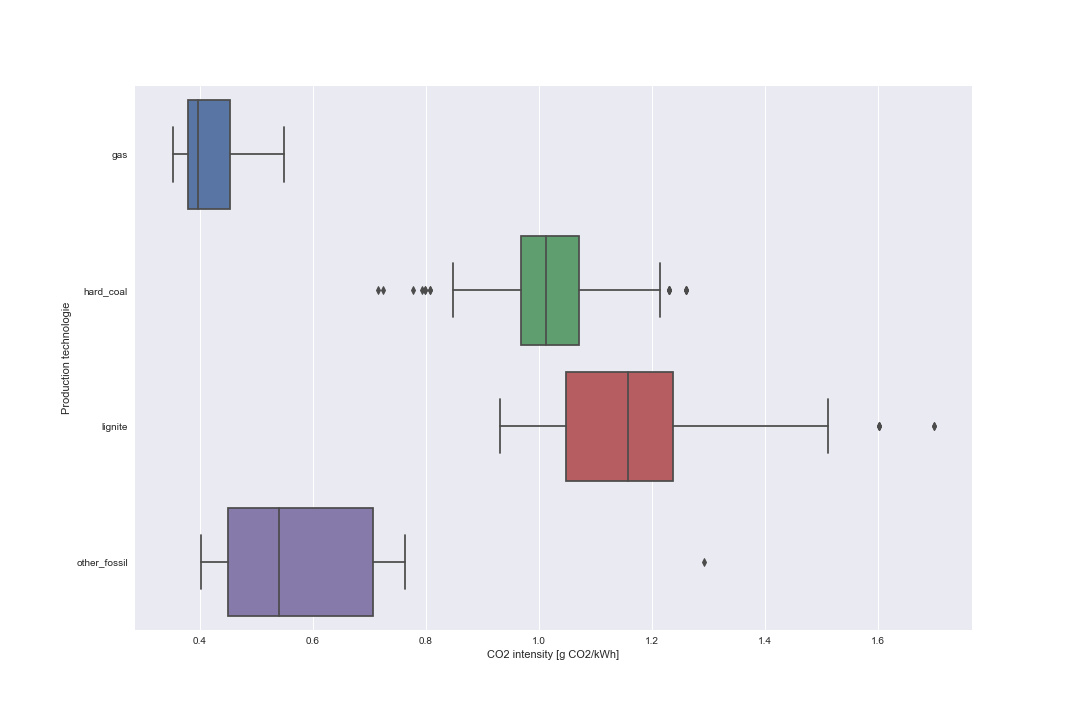 gas
hard_coal
lignite
other_fossil
Production technologie
0.4 0.6 0.8 1.0 1.2 1.4 1.6
CO2 intensity [g CO2/kWh]